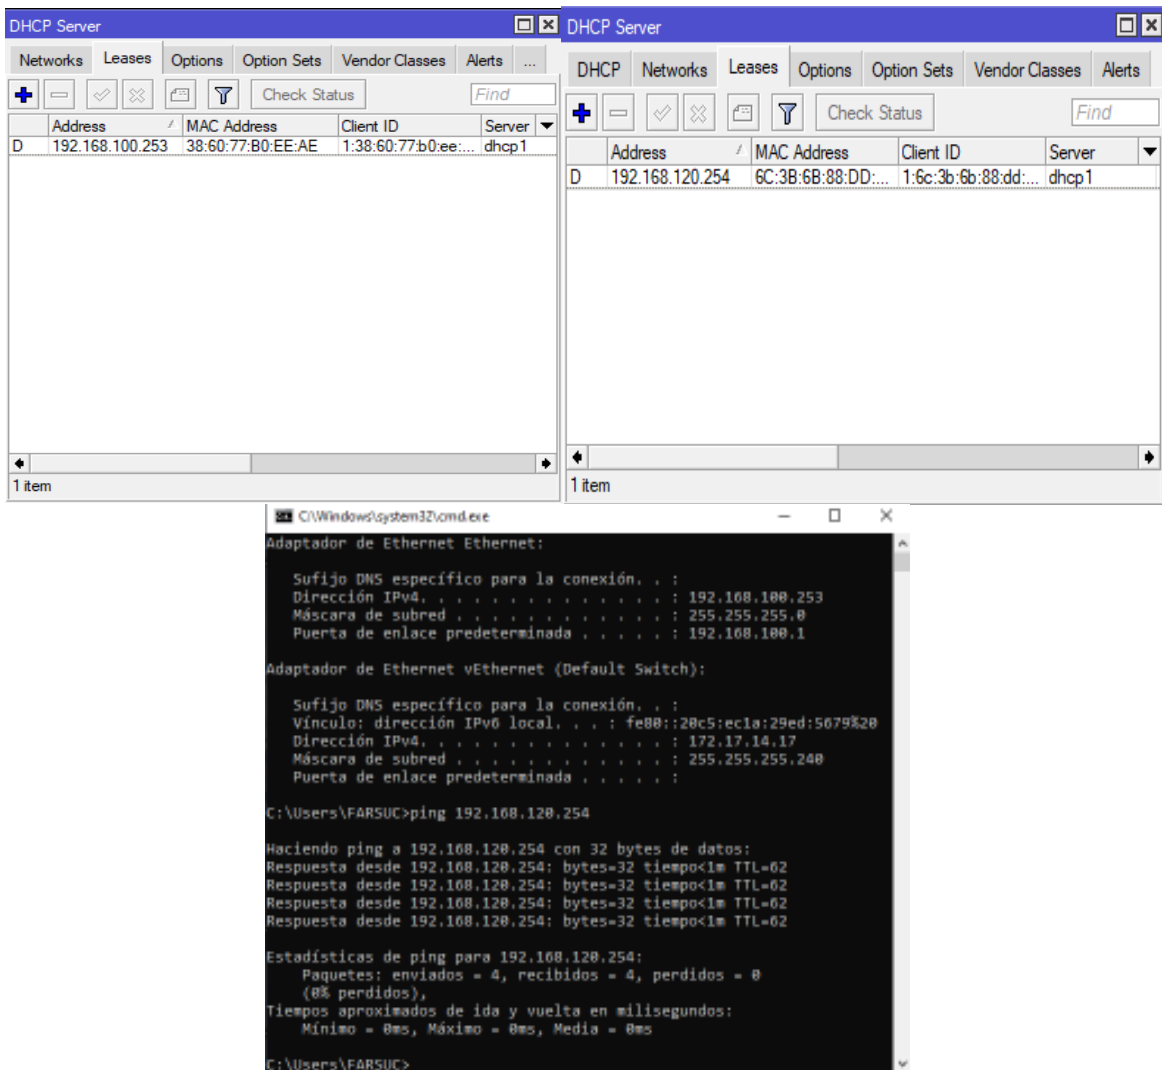 DHCP Server
Networks Leases Options Option Sets Vendor Classes Alerts ...
Check Status Find
Address MAC Address Client ID Server
D 192.168.100.253 38:60:77:B0:EE:AE 1:38:60:77:b0:ee:... dhcp1
1 item
DHCP Server
DHCP Networks Leases Options Option Sets Vendor Classes Alerts
Check Status Find
Address MAC Address Client ID Server
D 192.168.120.254 6C:3B:6B:88:DD:... 1:6c:3b:6b:88:dd:... dhcp1
1 item
C:\Windows\system32\cmd.exe
Adaptador de Ethernet Ethernet:
Sufijo DNS específico para la conexión. . :
Dirección IPv4. . . . . . . . . . . . . . : 192.168.100.253
Máscara de subred . . . . . . . . . . . . : 255.255.255.0
Puerta de enlace predeterminada . . . . . : 192.168.100.1
Adaptador de Ethernet vEthernet (Default Switch):
Sufijo DNS específico para la conexión. . :
Vínculo: dirección IPv6 local. . . : fe80::20c5:ec1a:29ed:5679%20
Dirección IPv4. . . . . . . . . . . . . . : 172.17.14.17
Máscara de subred . . . . . . . . . . . . : 255.255.255.240
Puerta de enlace predeterminada . . . . . :
C:\Users\FARSUC>ping 192.168.120.254
Haciendo ping a 192.168.120.254 con 32 bytes de datos:
Respuesta desde 192.168.120.254: bytes=32 tiempo<1m TTL=62
Respuesta desde 192.168.120.254: bytes=32 tiempo<1m TTL=62
Respuesta desde 192.168.120.254: bytes=32 tiempo<1m TTL=62
Respuesta desde 192.168.120.254: bytes=32 tiempo<1m TTL=62
Estadísticas de ping para 192.168.120.254:
Paquetes: enviados = 4, recibidos = 4, perdidos = 0
(0% perdidos),
Tiempos aproximados de ida y vuelta en milisegundos:
Mínimo = 0ms, Máximo = 0ms, Media = 0ms
C:\Users\FARSUC>